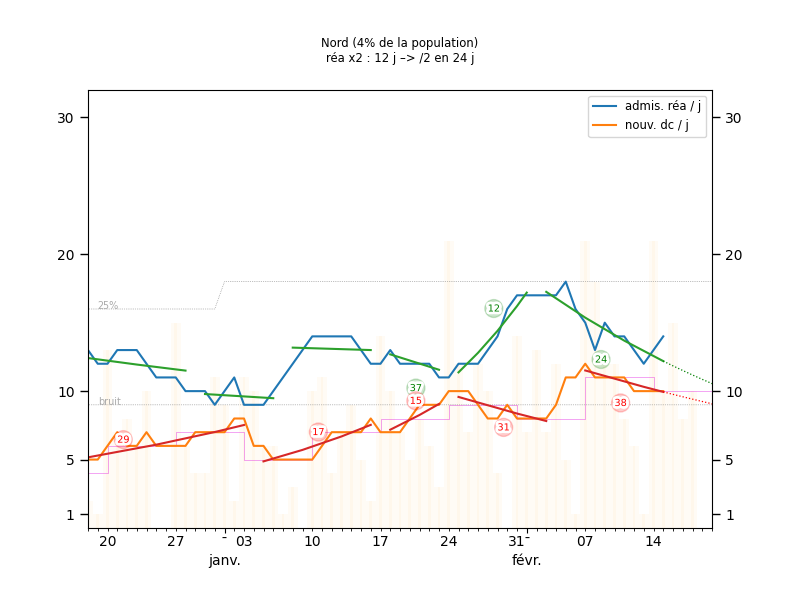 Nord (4% de la population)
réa x2 : 12 j –> /2 en 24 j
admis. réa / j
nouv. dc / j
30
30
20
20
25%
12
24
37
10
bruit
15
38
10
31
17
29
5
5
1
1
20 27 - 03 10 17 24 31- 07 14
janv. févr.